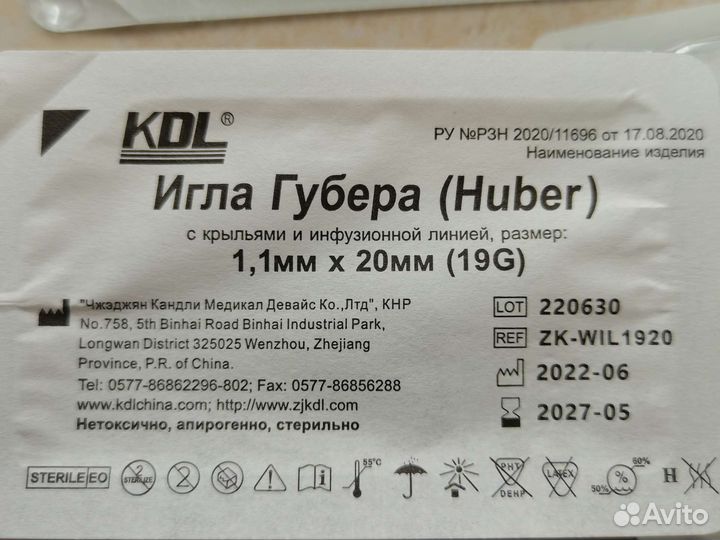 KDL®
РУ №РЗН 2020/11696 от 17.08.2020
Наименование изделия
Игла Губера (Huber)
с крыльями и инфузионной линией, размер:
1,1мм x 20мм (19G)
"Чжэджян Кандли Медикал Девайс Ко.,Лтд", КНР
No.758, 5th Binhai Road Binhai Industrial Park,
Longwan District 325025 Wenzhou, Zhejiang
Province, P.R. of China.
Tel: 0577-86862296-802; Fax: 0577-86856288
www.kdlchina.com; http://www.zjkdl.com
Нетоксично, апирогенно, стерильно
LOT 220630
REF ZK-WIL1920
2022-06
2027-05
STERILE EO 2 STERILIZE 2 55°C PHT DEHP LATEX 50% % 60% H
Avito